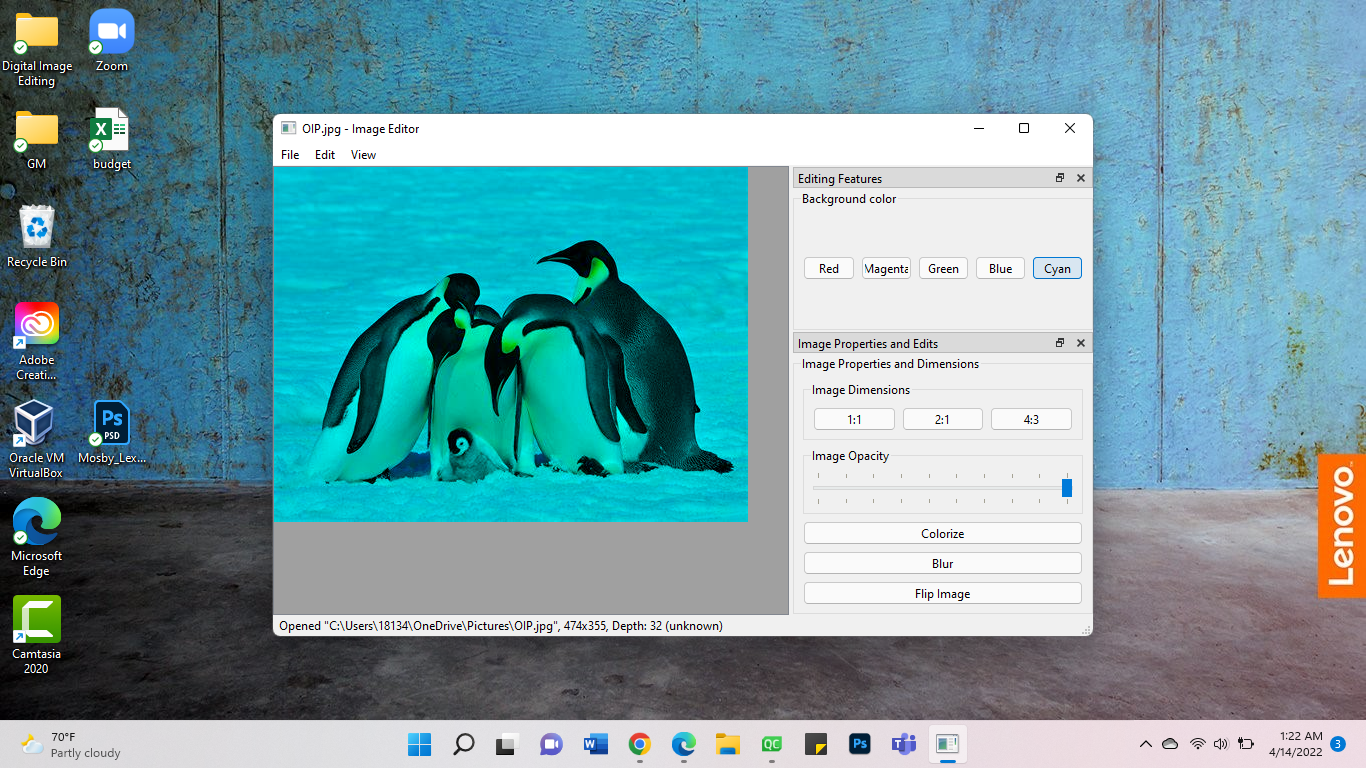 Digital Image
Editing
Zoom
GM
budget
Recycle Bin
Adobe
Creati...
Oracle VM
VirtualBox
Ps
PSD
Mosby_Lex...
Microsoft
Edge
Camtasia
2020
OIP.jpg - Image Editor
File Edit View
Editing Features
Background color
Red Magenta Green Blue Cyan
Image Properties and Edits
Image Properties and Dimensions
Image Dimensions
1:1 2:1 4:3
Image Opacity
Colorize
Blur
Flip Image
Opened "C:\Users\18134\OneDrive\Pictures\OIP.jpg", 474x355, Depth: 32 (unknown)
Lenovo
70°F
Partly cloudy
W
QC
Ps
T
1:22 AM
4/14/2022
3